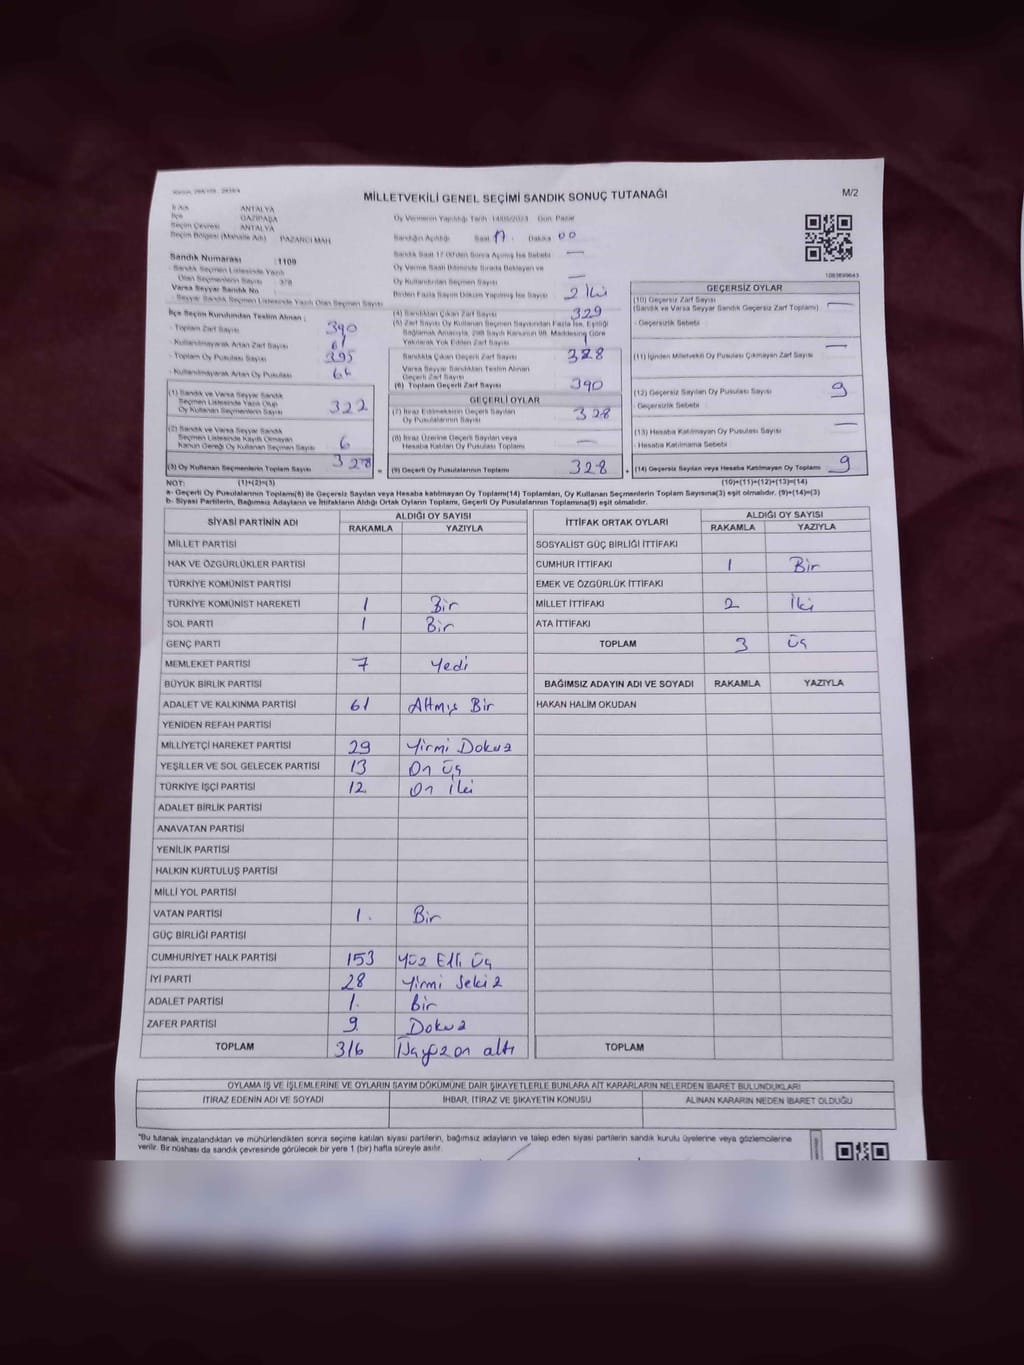 MİLLETVEKİLİ GENEL SEÇİMİ SANDIK SONUÇ TUTANAĞI
M/2
İl Adı ANTALYA
İlçe GAZİPAŞA
Seçim Çevresi ANTALYA
Seçim Bölgesi (Mahalle Adı) PAZARCI MAH.
Oy Vermenin Yapıldığı Tarih 14/05/2023 Gün Pazar
Sandığın Açıldığı Saat 17. Dakika 00
Sandık Numarası : 1109
- Sandık Seçmen Listesinde Yazılı
Olan Seçmenlerin Sayısı : 378
Varsa Seyyar Sandık No
- Seyyar Sandık Seçmen Listesinde Yazılı Olan Seçmen Sayısı
Sandık Saat 17.00'den Sonra Açılmış İse Sebebi —
Oy Verme Saati Bitiminde Sırada Bekleyen ve
Oy Kullandırılan Seçmen Sayısı —
Birden Fazla Sayım Döküm Yapılmış İse Sayısı 2 İki
1083899643
İlçe Seçim Kurulundan Teslim Alınan ;
- Toplam Zarf Sayısı 390
- Kullanılmayarak Artan Zarf Sayısı 61
- Toplam Oy Pusulası Sayısı 395
- Kullanılmayarak Artan Oy Pusulası 66
(1) Sandık ve Varsa Seyyar Sandık
Seçmen Listesinde Yazılı Olup
Oy Kullanan Seçmenlerin Sayısı 322
(2) Sandık ve Varsa Seyyar Sandık
Seçmen Listesinde Kayıtlı Olmayan
Kanun Gereği Oy Kullanan Seçmen Sayısı 6
(3) Oy Kullanan Seçmenlerin Toplam Sayısı 328 =
(4) Sandıktan Çıkan Zarf Sayısı 329
(5) Zarf Sayısı Oy Kullanan Seçmen Sayısından Fazla İse, Eşitliği
Sağlamak Amacıyla, 298 Sayılı Kanunun 98. Maddesine Göre
Yakılarak Yok Edilen Zarf Sayısı 1
Sandıkta Çıkan Geçerli Zarf Sayısı 328
Varsa Seyyar Sandıktan Teslim Alınan
Geçerli Zarf Sayısı
(6) Toplam Geçerli Zarf Sayısı 390
GEÇERLİ OYLAR
(7) İtiraz Edilmeksizin Geçerli Sayılan
Oy Pusulalarının Sayısı 328
(8) İtiraz Üzerine Geçerli Sayılan veya
Hesaba Katılan Oy Pusulası Sayısı —
(9) Geçerli Oy Pusulalarının Toplamı 328 +
GEÇERSİZ OYLAR
(10) Geçersiz Zarf Sayısı
(Sandık ve Varsa Seyyar Sandık Geçersiz Zarf Toplamı) —
- Geçersizlik Sebebi
(11) İçinden Milletvekili Oy Pusulası Çıkmayan Zarf Sayısı —
(12) Geçersiz Sayılan Oy Pusulası Sayısı 9
- Geçersizlik Sebebi
(13) Hesaba Katılmayan Oy Pusulası Sayısı —
- Hesaba Katılmama Sebebi
(14) Geçersiz Sayılan veya Hesaba Katılmayan Oy Toplamı 9
NOT: (1)+(2)=(3) (10)+(11)+(12)+(13)=(14)
a- Geçerli Oy Pusulalarının Toplamı(9) ile Geçersiz Sayılan veya Hesaba katılmayan Oy Toplamı(14) Toplamları, Oy Kullanan Seçmenlerin Toplam Sayısına(3) eşit olmalıdır. (9)+(14)=(3)
b- Siyasi Partilerin, Bağımsız Adayların ve İttifakların Aldığı Ortak Oyların Toplamı, Geçerli Oy Pusulalarının Toplamına(9) eşit olmalıdır.
SİYASİ PARTİNİN ADI ALDIĞI OY SAYISI
RAKAMLA YAZIYLA
MİLLET PARTİSİ
HAK VE ÖZGÜRLÜKLER PARTİSİ
TÜRKİYE KOMÜNİST PARTİSİ
TÜRKİYE KOMÜNİST HAREKETİ 1 Bir
SOL PARTİ 1 Bir
GENÇ PARTİ
MEMLEKET PARTİSİ 7 Yedi
BÜYÜK BİRLİK PARTİSİ
ADALET VE KALKINMA PARTİSİ 61 Altmış Bir
YENİDEN REFAH PARTİSİ
MİLLİYETÇİ HAREKET PARTİSİ 29 Yirmi Dokuz
YEŞİLLER VE SOL GELECEK PARTİSİ 13 On Üç
TÜRKİYE İŞÇİ PARTİSİ 12 On İki
ADALET BİRLİK PARTİSİ
ANAVATAN PARTİSİ
YENİLİK PARTİSİ
HALKIN KURTULUŞ PARTİSİ
MİLLİ YOL PARTİSİ
VATAN PARTİSİ 1. Bir
GÜÇ BİRLİĞİ PARTİSİ
CUMHURİYET HALK PARTİSİ 153 Yüz Elli Üç
İYİ PARTİ 28 Yirmi Sekiz
ADALET PARTİSİ 1. Bir
ZAFER PARTİSİ 9 Dokuz
TOPLAM 316 Üçyüz on altı
İTTİFAK ORTAK OYLARI ALDIĞI OY SAYISI
RAKAMLA YAZIYLA
SOSYALİST GÜÇ BİRLİĞİ İTTİFAKI
CUMHUR İTTİFAKI 1 Bir
EMEK VE ÖZGÜRLÜK İTTİFAKI
MİLLET İTTİFAKI 2 İki
ATA İTTİFAKI
TOPLAM 3 Üç
BAĞIMSIZ ADAYIN ADI VE SOYADI RAKAMLA YAZIYLA
HAKAN HALİM OKUDAN
TOPLAM
OYLAMA İŞ VE İŞLEMLERİNE VE OYLARIN SAYIM DÖKÜMÜNE DAİR ŞİKAYETLERLE BUNLARA AİT KARARLARIN NELERDEN İBARET BULUNDUKLARI
İTİRAZ EDENİN ADI VE SOYADI İHBAR, İTİRAZ VE ŞİKAYETİN KONUSU ALINAN KARARIN NEDEN İBARET OLDUĞU
"Bu tutanak imzalandıktan ve mühürlendikten sonra seçime katılan siyasi partilerin, bağımsız adayların ve talep eden siyasi partilerin sandık kurulu üyelerine veya gözlemcilerine
verilir. Bir nüshası da sandık çevresinde görülecek bir yere 1 (bir) hafta süreyle asılır.